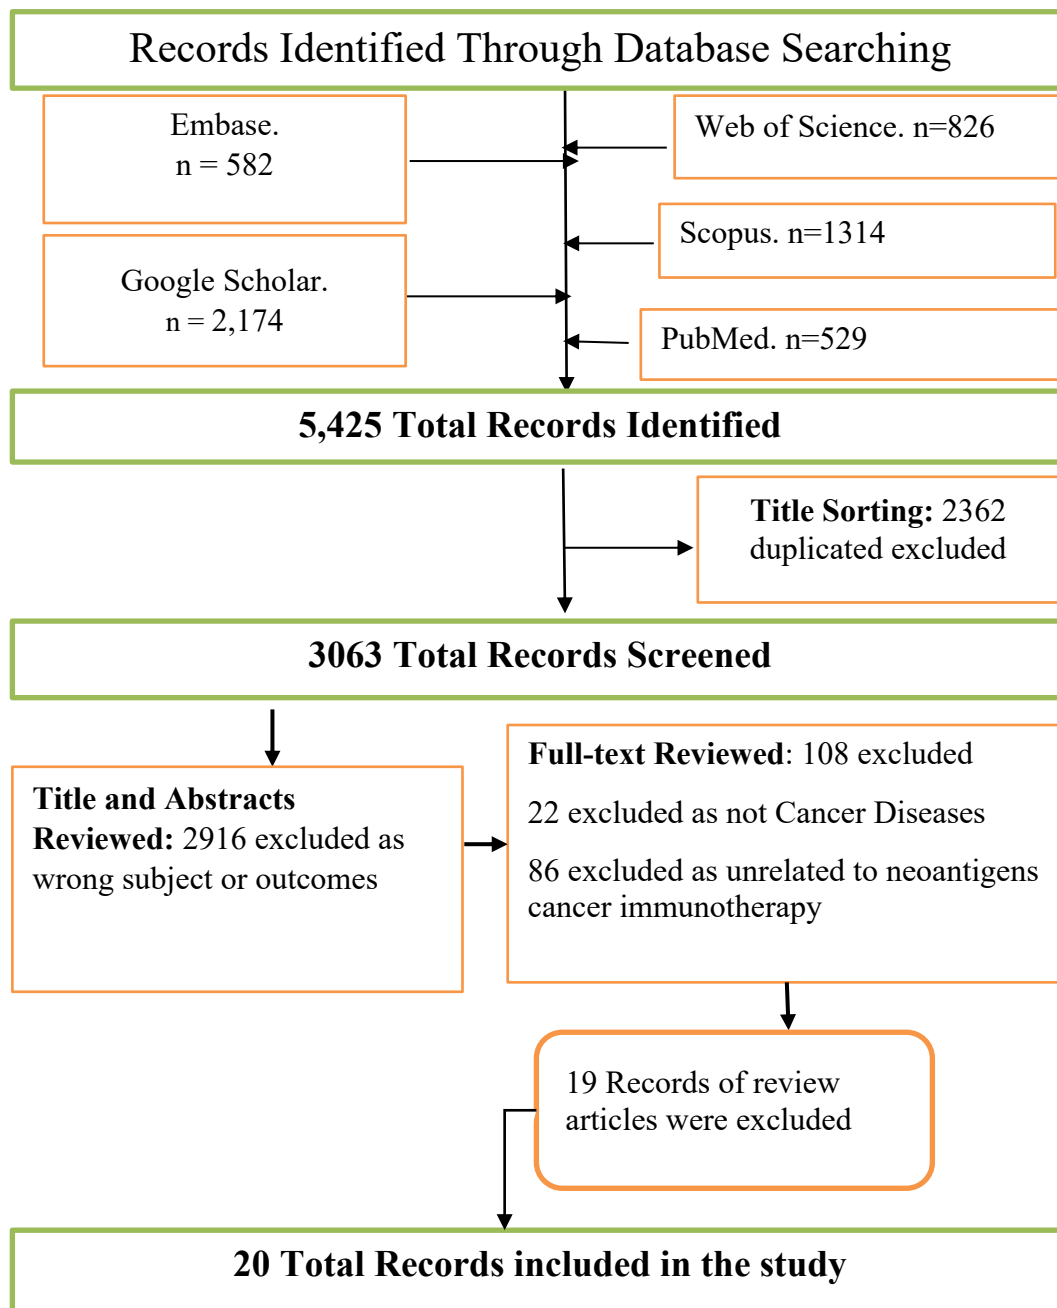 Records Identified Through Database Searching
Embase.
n = 582
Web of Science. n=826
Scopus. n=1314
Google Scholar.
n = 2,174
PubMed. n=529
5,425 Total Records Identified
Title Sorting: 2362
duplicated excluded
3063 Total Records Screened
Title and Abstracts
Reviewed: 2916 excluded as
wrong subject or outcomes
Full-text Reviewed: 108 excluded
22 excluded as not Cancer Diseases
86 excluded as unrelated to neoantigens
cancer immunotherapy
19 Records of review
articles were excluded
20 Total Records included in the study